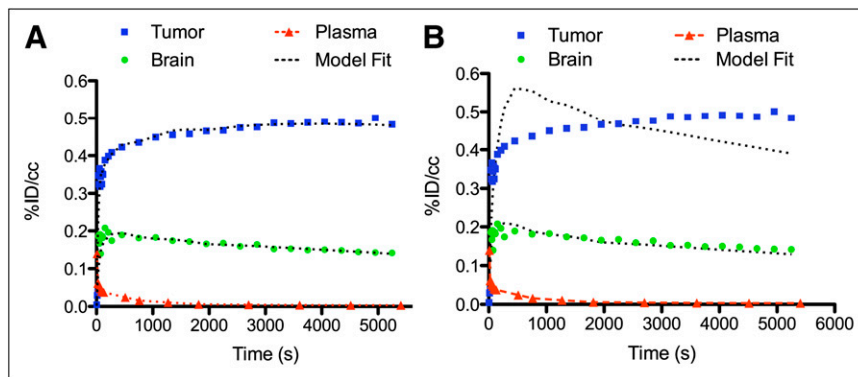 A
Tumor
Plasma
Brain
Model Fit
%ID/cc
0.6
0.5
0.4
0.3
0.2
0.1
0.0
0 1000 2000 3000 4000 5000
Time (s)
B
Tumor
Plasma
Brain
Model Fit
%ID/cc
0.6
0.5
0.4
0.3
0.2
0.1
0.0
0 1000 2000 3000 4000 5000 6000
Time (s)